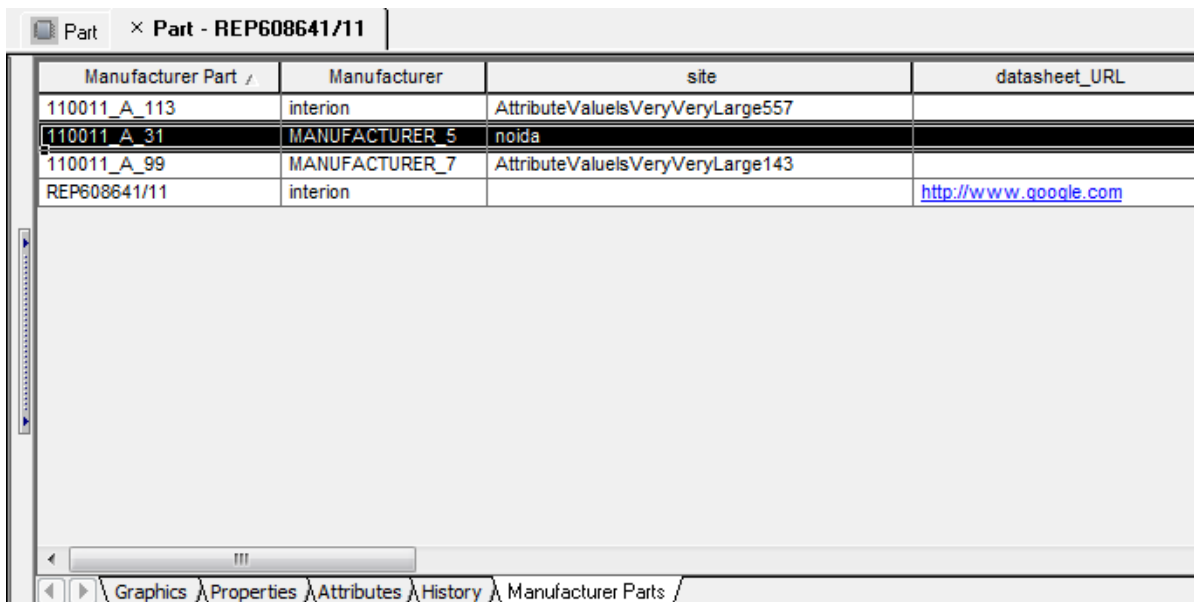 Part × Part - REP608641/11
Manufacturer Part Manufacturer site datasheet_URL
110011_A_113 interion AttributeValueIsVeryVeryLarge557
110011_A_31 MANUFACTURER_5 noida
110011_A_99 MANUFACTURER_7 AttributeValueIsVeryVeryLarge143
REP608641/11 interion http://www.google.com
Graphics Properties Attributes History Manufacturer Parts